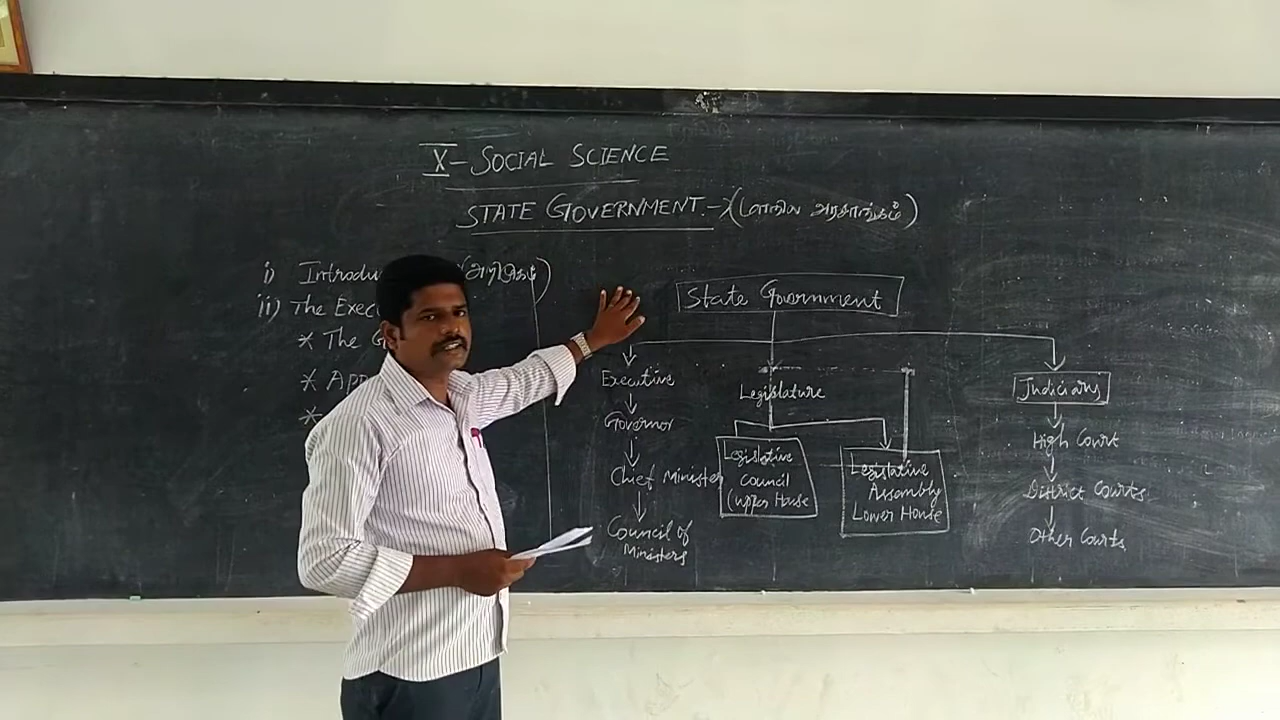 X - SOCIAL SCIENCE
STATE GOVERNMENT. - (மாநில அரசாங்கம்)
i) Introdu
ii) The Exec
* The G
* App
*
State Government
Executive
Governor
Chief Minister
Council of
Ministers
Legislature
Legislative
Council
(upper House
Legislative
Assembly
Lower House
Judiciary
High Court
District Courts
Other Courts